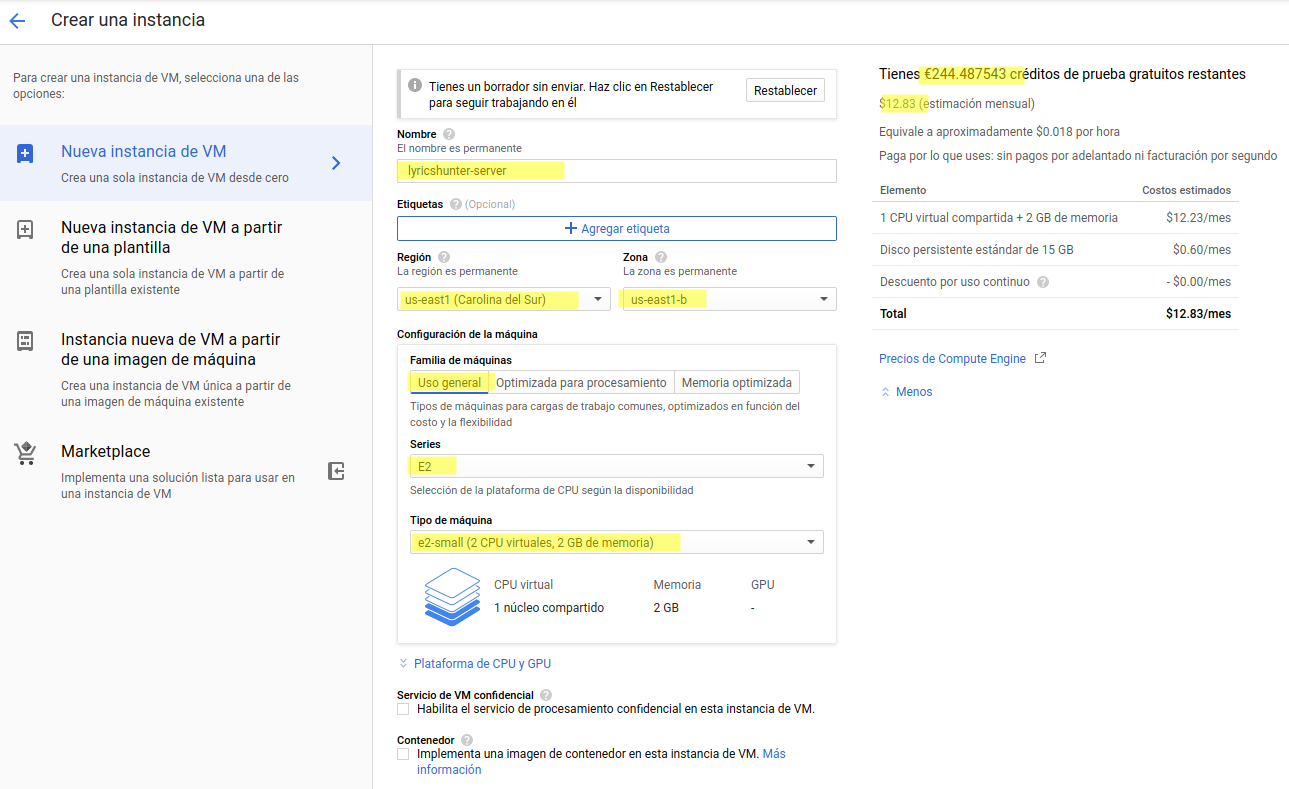 Crear una instancia
Para crear una instancia de VM, selecciona una de las
opciones:
Nueva instancia de VM
Crea una sola instancia de VM desde cero
Nueva instancia de VM a partir
de una plantilla
Crea una sola instancia de VM a partir de
una plantilla existente
Instancia nueva de VM a partir
de una imagen de máquina
Crea una instancia de VM única a partir de
una imagen de máquina existente
Marketplace
Implementa una solución lista para usar en
una instancia de VM
Tienes un borrador sin enviar. Haz clic en Restablecer
para seguir trabajando en él
Restablecer
Nombre
El nombre es permanente
lyricshunter-server
Etiquetas (Opcional)
Agregar etiqueta
Región
La región es permanente
us-east1 (Carolina del Sur)
Zona
La zona es permanente
us-east1-b
Configuración de la máquina
Familia de máquinas
Uso general Optimizada para procesamiento Memoria optimizada
Tipos de máquinas para cargas de trabajo comunes, optimizados en función del
costo y la flexibilidad
Series
E2
Selección de la plataforma de CPU según la disponibilidad
Tipo de máquina
e2-small (2 CPU virtuales, 2 GB de memoria)
CPU virtual Memoria GPU
1 núcleo compartido 2 GB -
Plataforma de CPU y GPU
Servicio de VM confidencial
Habilita el servicio de procesamiento confidencial en esta instancia de VM.
Contenedor
Implementa una imagen de contenedor en esta instancia de VM. Más
información
Tienes €244.487543 créditos de prueba gratuitos restantes
$12.83 (estimación mensual)
Equivale a aproximadamente $0.018 por hora
Paga por lo que uses: sin pagos por adelantado ni facturación por segundo
Elemento Costos estimados
1 CPU virtual compartida + 2 GB de memoria $12.23/mes
Disco persistente estándar de 15 GB $0.60/mes
Descuento por uso continuo - $0.00/mes
Total $12.83/mes
Precios de Compute Engine
Menos